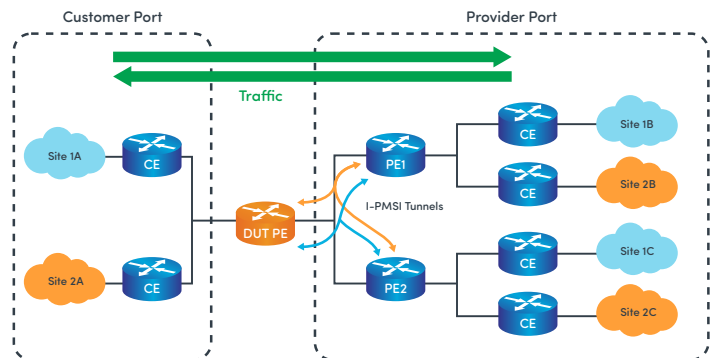 Customer Port
Provider Port
Traffic
Site 1A
CE
Site 2A
CE
DUT PE
I-PMSI Tunnels
PE1
PE2
CE
Site 1B
CE
Site 2B
CE
Site 1C
CE
Site 2C